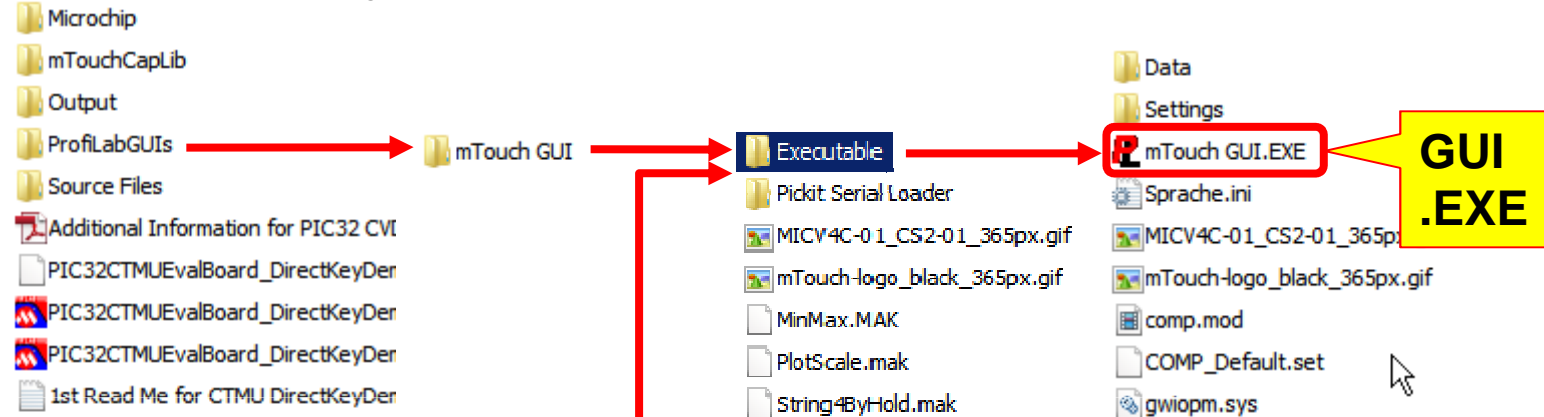 Microchip
mTouchCapLib
Output
ProfiLabGUIs
Source Files
Additional Information for PIC32 CVD
PIC32CTMUEvalBoard_DirectKeyDem
PIC32CTMUEvalBoard_DirectKeyDem
PIC32CTMUEvalBoard_DirectKeyDem
1st Read Me for CTMU DirectKeyDem
mTouch GUI
Executable
Pickit Serial Loader
MICV4C-01_CS2-01_365px.gif
mTouch-logo_black_365px.gif
MinMax.MAK
PlotScale.mak
String4ByHold.mak
Data
Settings
mTouch GUI.EXE
Sprache.ini
MICV4C-01_CS2-01_365p
mTouch-logo_black_365px.gif
comp.mod
COMP_Default.set
gwiopm.sys
GUI
.EXE